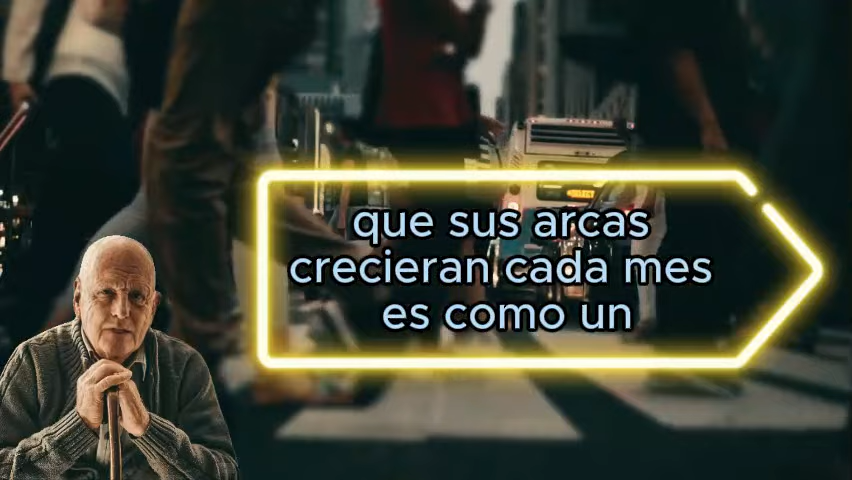 que sus arcas
crecieran cada mes
es como un